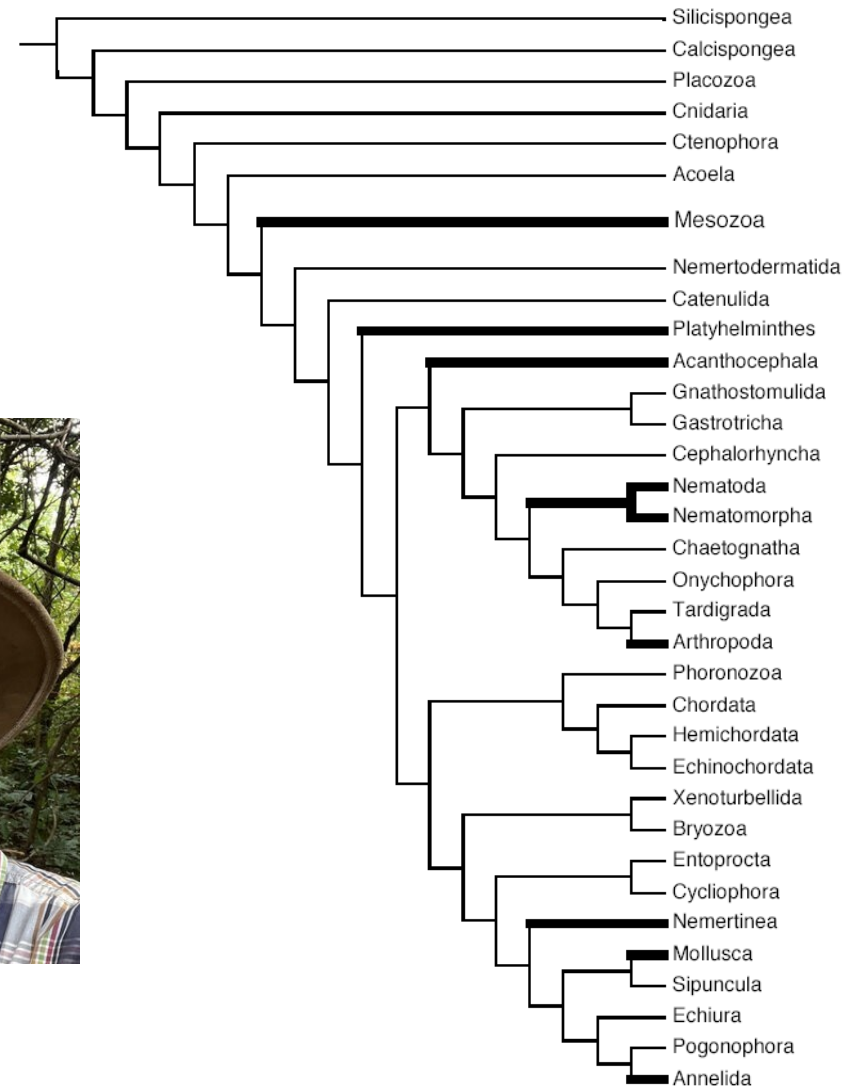 Silicispongea
Calcispongea
Placozoa
Cnidaria
Ctenophora
Acoela
Mesozoa
Nemertodermatida
Catenulida
Platyhelminthes
Acanthocephala
Gnathostomulida
Gastrotricha
Cephalorhyncha
Nematoda
Nematomorpha
Chaetognatha
Onychophora
Tardigrada
Arthropoda
Phoronozoa
Chordata
Hemichordata
Echinochordata
Xenoturbellida
Bryozoa
Entoprocta
Cycliophora
Nemertinea
Mollusca
Sipuncula
Echiura
Pogonophora
Annelida